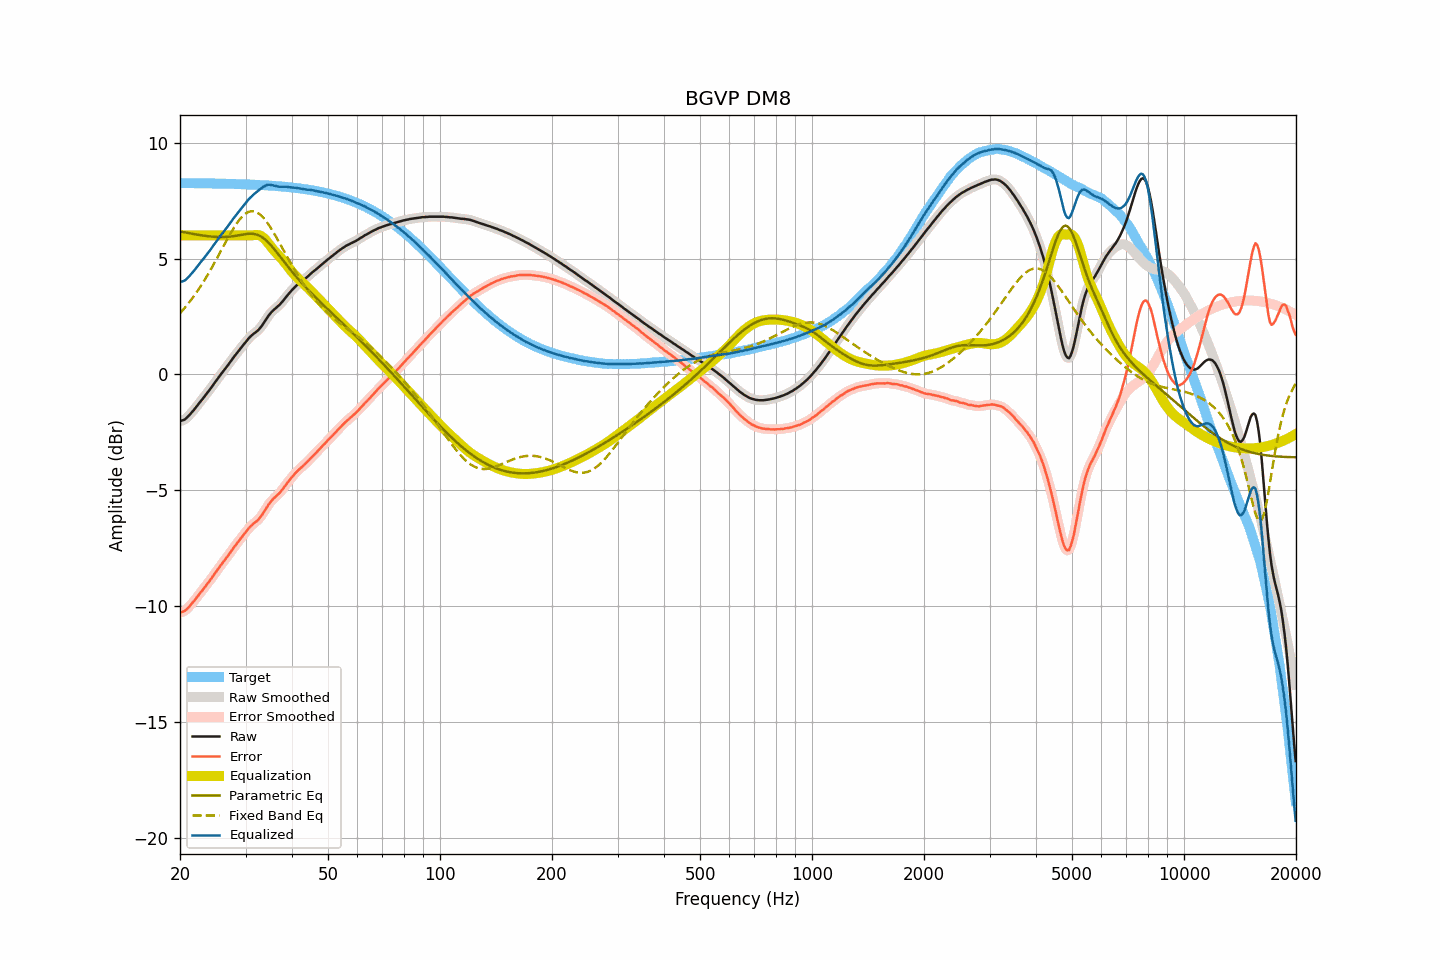 BGVP DM8
10
5
0
−5
−10
−15
−20
Amplitude (dBr)
Target
Raw Smoothed
Error Smoothed
Raw
Error
Equalization
Parametric Eq
Fixed Band Eq
Equalized
20 50 100 200 500 1000 2000 5000 10000 20000
Frequency (Hz)